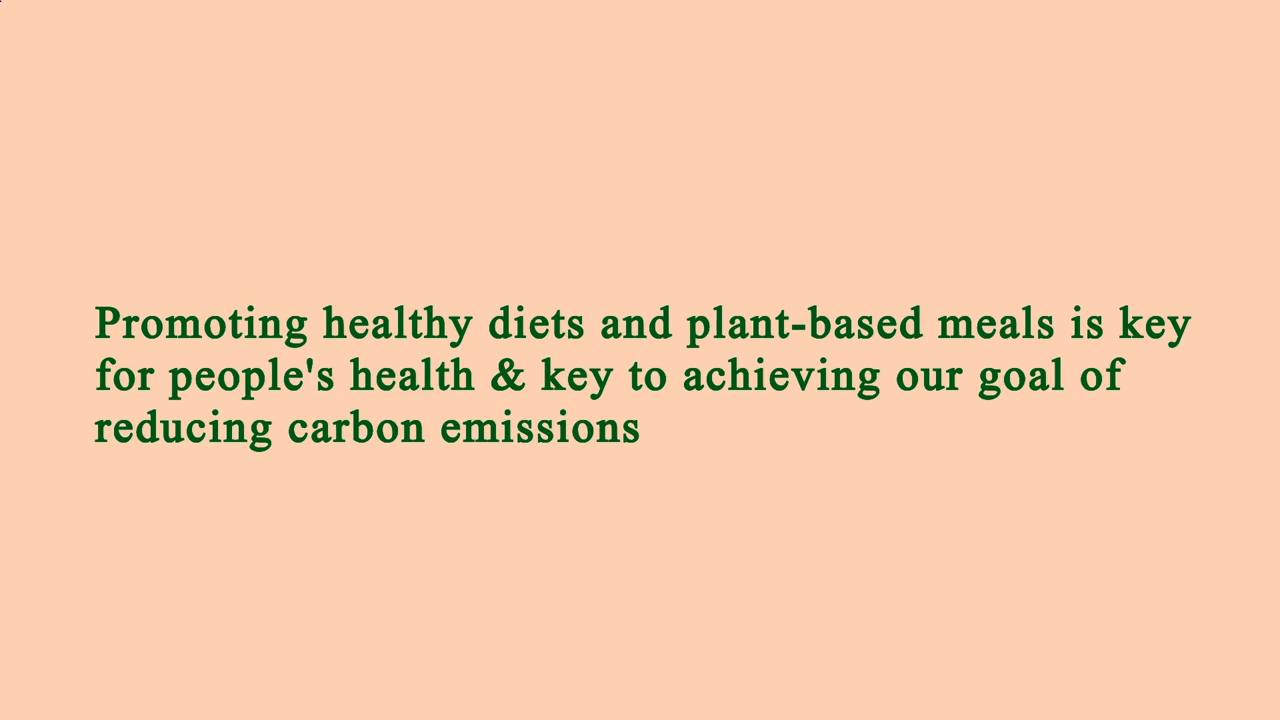 Promoting healthy diets and plant-based meals is key
for people's health & key to achieving our goal of
reducing carbon emissions